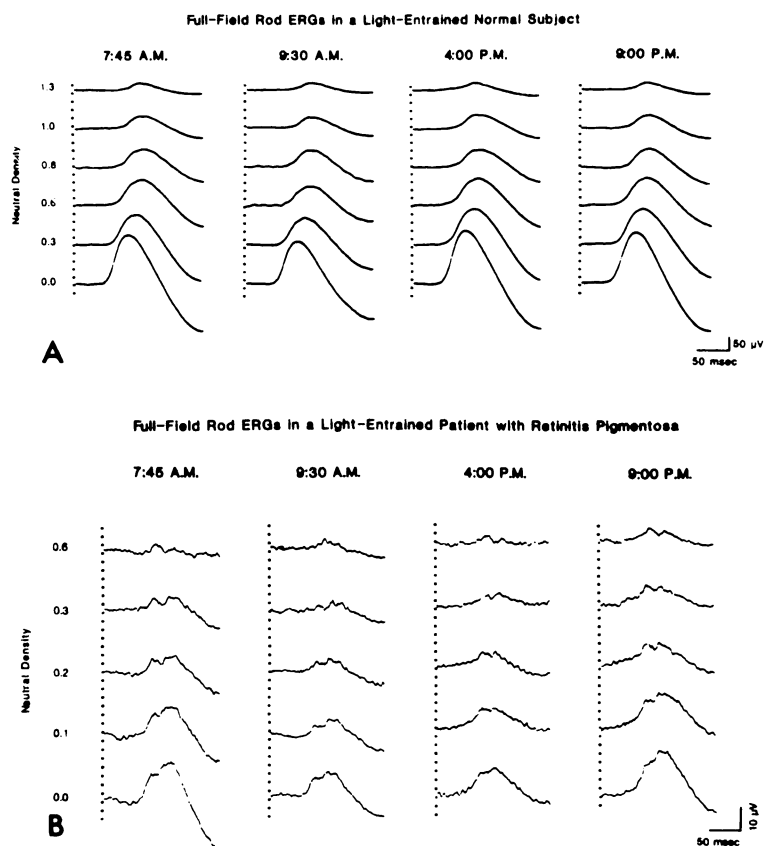 Full-Field Rod ERGs in a Light-Entrained Normal Subject
7:45 A.M. 9:30 A.M. 4:00 P.M. 9:00 P.M.
1.3
1.0
0.8
0.6
0.3
0.0
Neutral Density
A
50 μV
50 msec
Full-Field Rod ERGs in a Light-Entrained Patient with Retinitis Pigmentosa
7:45 A.M. 9:30 A.M. 4:00 P.M. 9:00 P.M.
0.6
0.3
0.2
0.1
0.0
Neutral Density
B
10 μV
50 msec